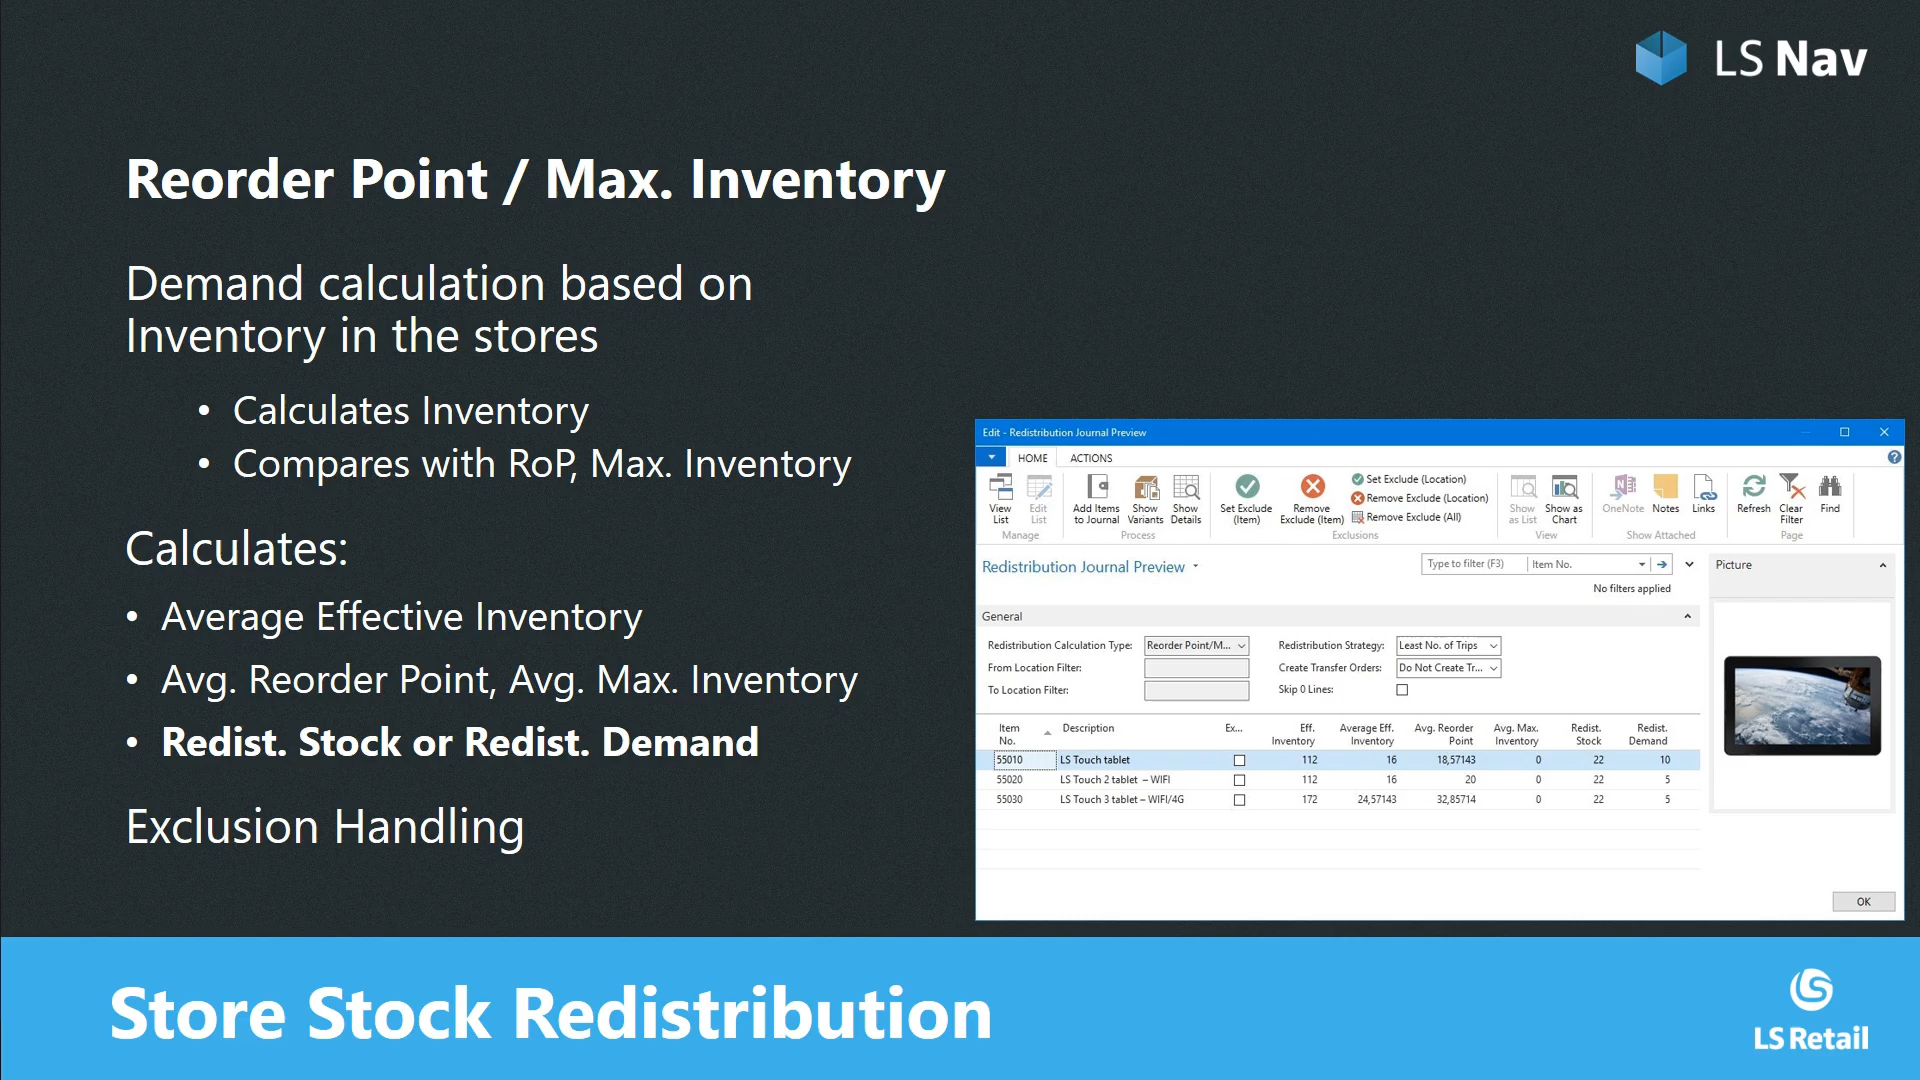 LS Nav
Reorder Point / Max. Inventory
Demand calculation based on
Inventory in the stores
• Calculates Inventory
• Compares with RoP, Max. Inventory
Calculates:
• Average Effective Inventory
• Avg. Reorder Point, Avg. Max. Inventory
• Redist. Stock or Redist. Demand
Exclusion Handling
Edit - Redistribution Journal Preview
HOME ACTIONS
View List
Edit List
Manage
Add Items to Journal
Show Variants
Show Details
Process
Set Exclude (Item)
Remove Exclude (Item)
Set Exclude (Location)
Remove Exclude (Location)
Remove Exclude (All)
Exclusions
Show as List
Show as Chart
View
OneNote
Notes
Links
Show Attached
Refresh
Clear Filter
Find
Page
Redistribution Journal Preview
Type to filter (F3) Item No.
No filters applied
Picture
General
Redistribution Calculation Type: Reorder Point/M... Redistribution Strategy: Least No. of Trips
From Location Filter: Create Transfer Orders: Do Not Create Tr...
To Location Filter: Skip 0 Lines:
Item No. Description Ex... Eff. Inventory Average Eff. Inventory Avg. Reorder Point Avg. Max. Inventory Redist. Stock Redist. Demand
55010 LS Touch tablet 112 16 18,57143 0 22 10
55020 LS Touch 2 tablet – WIFI 112 16 20 0 22 5
55030 LS Touch 3 tablet – WIFI/4G 172 24,57143 32,85714 0 22 5
OK
Store Stock Redistribution
LS Retail